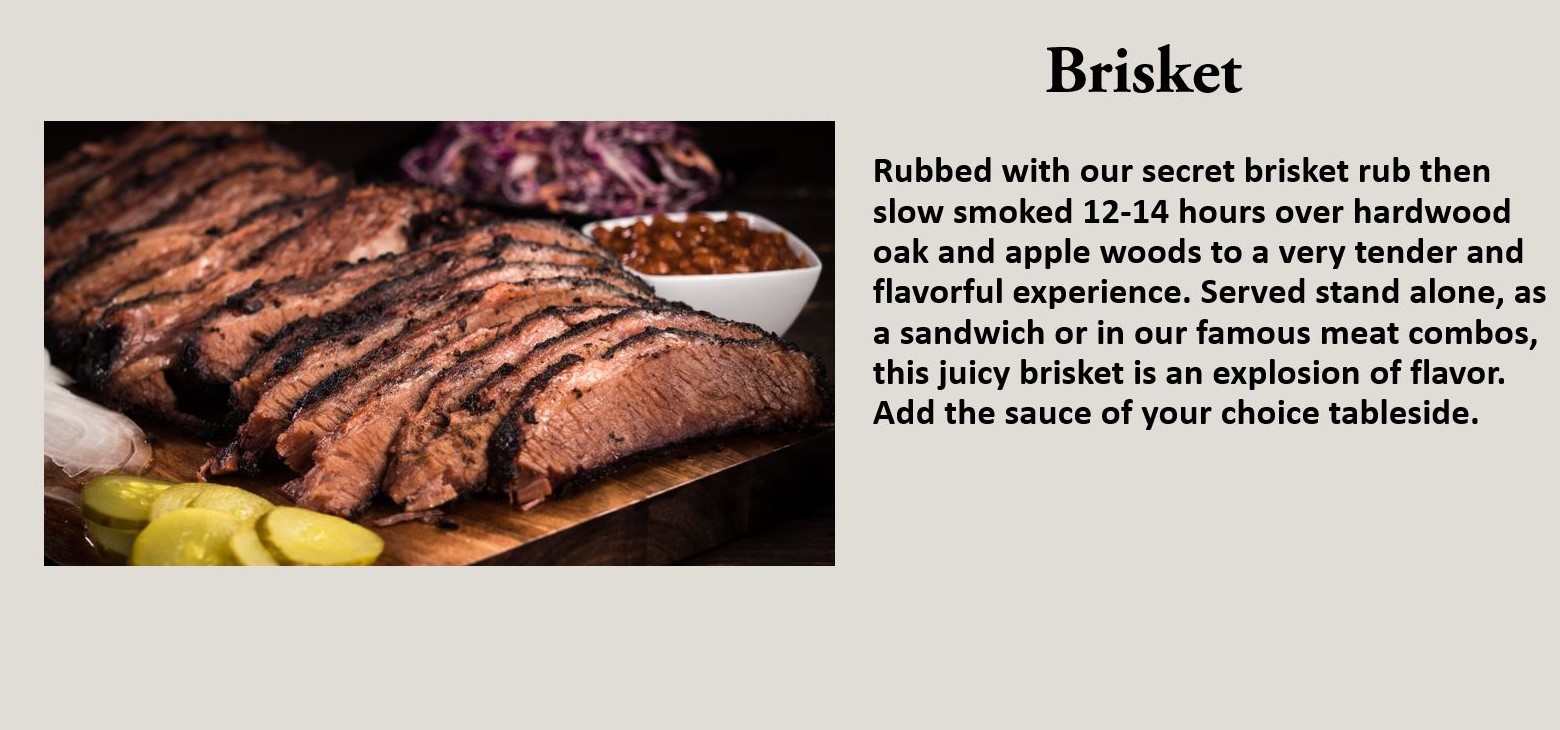 Brisket
Rubbed with our secret brisket rub then
slow smoked 12-14 hours over hardwood
oak and apple woods to a very tender and
flavorful experience. Served stand alone, as
a sandwich or in our famous meat combos,
this juicy brisket is an explosion of flavor.
Add the sauce of your choice tableside.